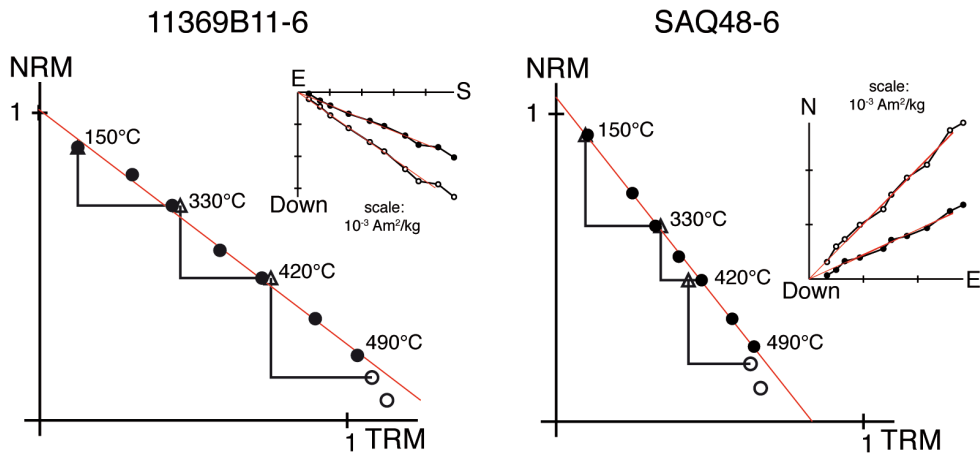 11369B11-6
NRM
1
150°C
330°C
420°C
490°C
1 TRM
E
S
Down
scale:
10⁻³ Am²/kg
SAQ48-6
NRM
1
150°C
330°C
420°C
490°C
1 TRM
scale:
10⁻³ Am²/kg
N
E
Down